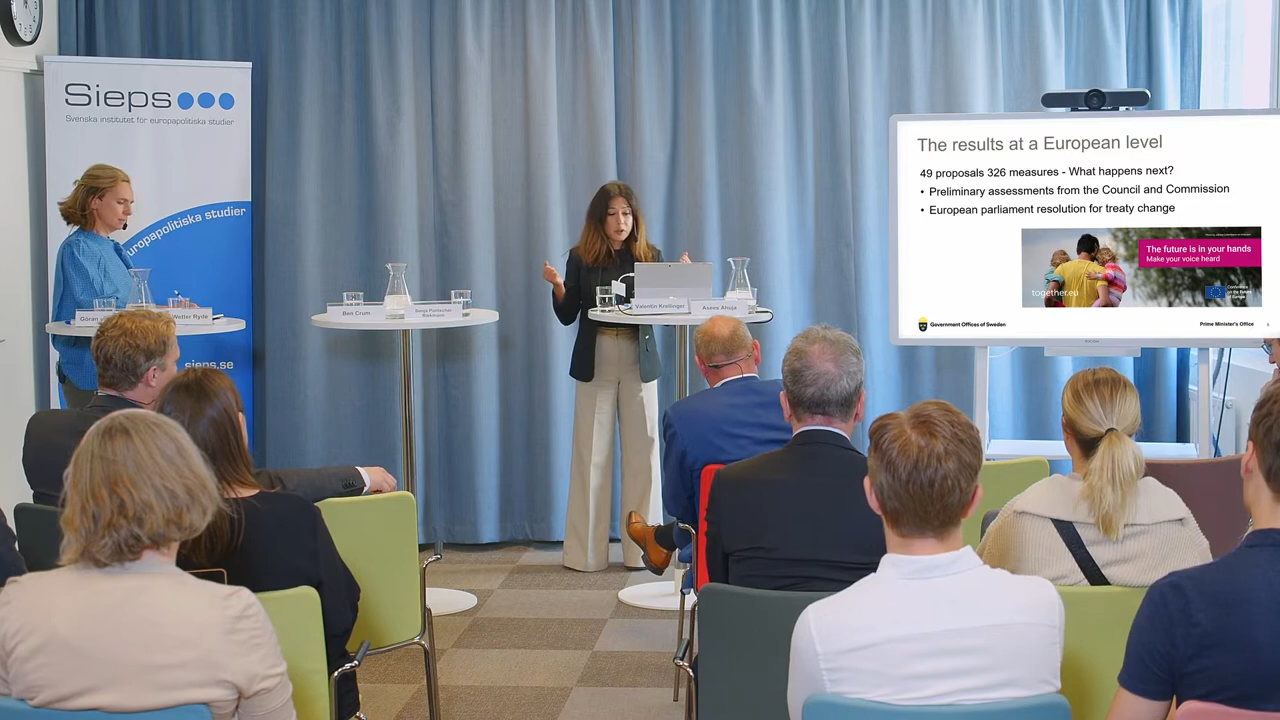 Sieps
Svenska institutet för europapolitiska studier
uropapolitiska studier
sieps.se
Göran
Wetter Ryde
Ben Crum
Valentin Kreilinger
Aseos Ahuja
The results at a European level
49 proposals 326 measures - What happens next?
• Preliminary assessments from the Council and Commission
• European parliament resolution for treaty change
The future is in your hands
Make your voice heard
together.eu
Government Offices of Sweden
Prime Minister's Office